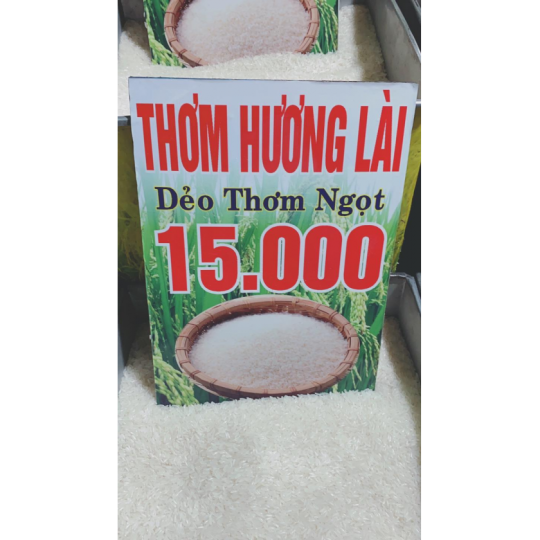 THƠM HƯƠNG LÀI
Dẻo Thơm Ngọt
15.000